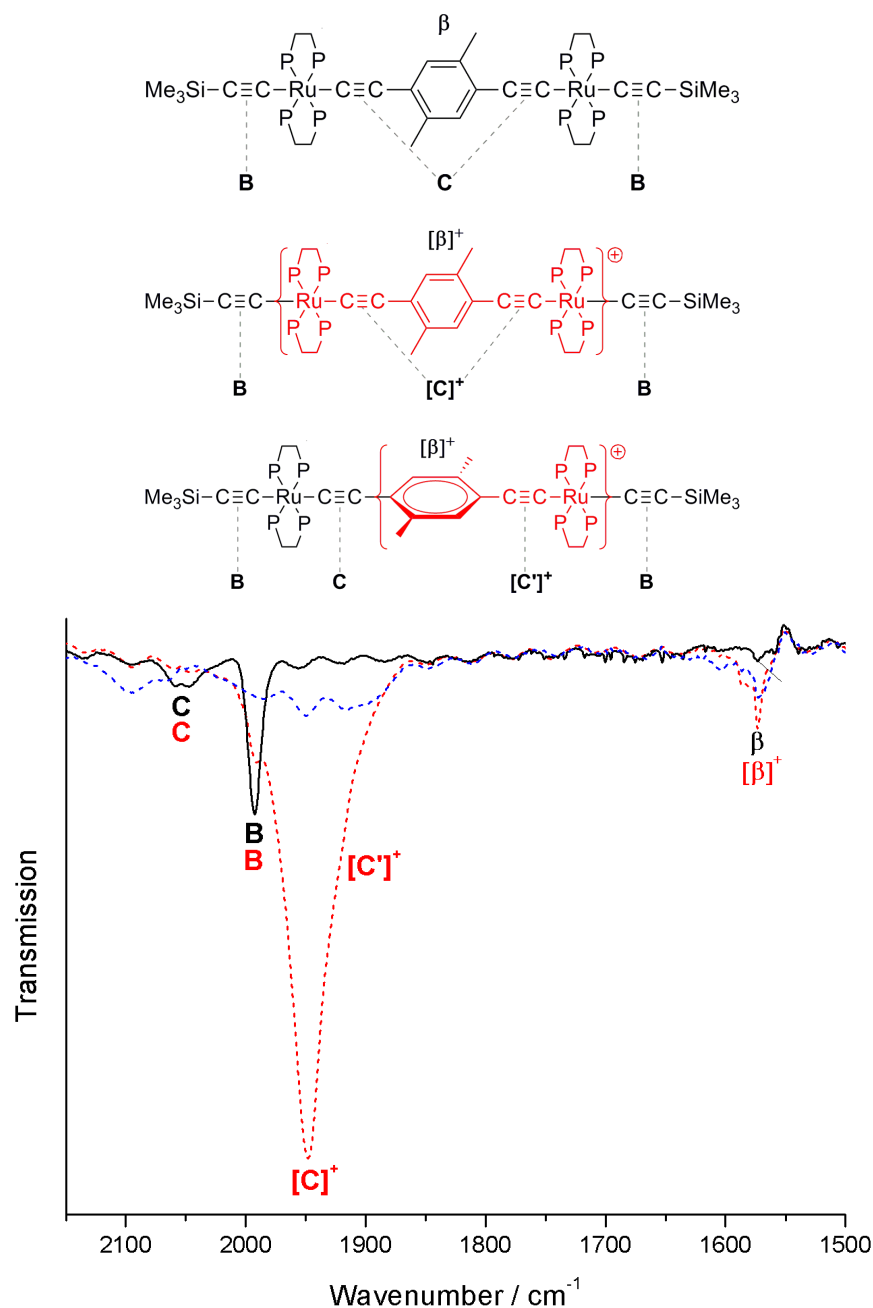 β
P P P P
Me₃Si C≡C Ru C≡C C≡C Ru C≡C SiMe₃
P P P P
B C B
[β]⁺
P P P P ⊕
Me₃Si C≡C Ru C≡C C≡C Ru C≡C SiMe₃
P P P P
B [C]⁺ B
[β]⁺
P P P P ⊕
Me₃Si C≡C Ru C≡C C≡C Ru C≡C SiMe₃
P P P P
B C [C']⁺ B
C
C
B
B
[C']⁺
[C]⁺
β
[β]⁺
Transmission
2100 2000 1900 1800 1700 1600 1500
Wavenumber / cm⁻¹